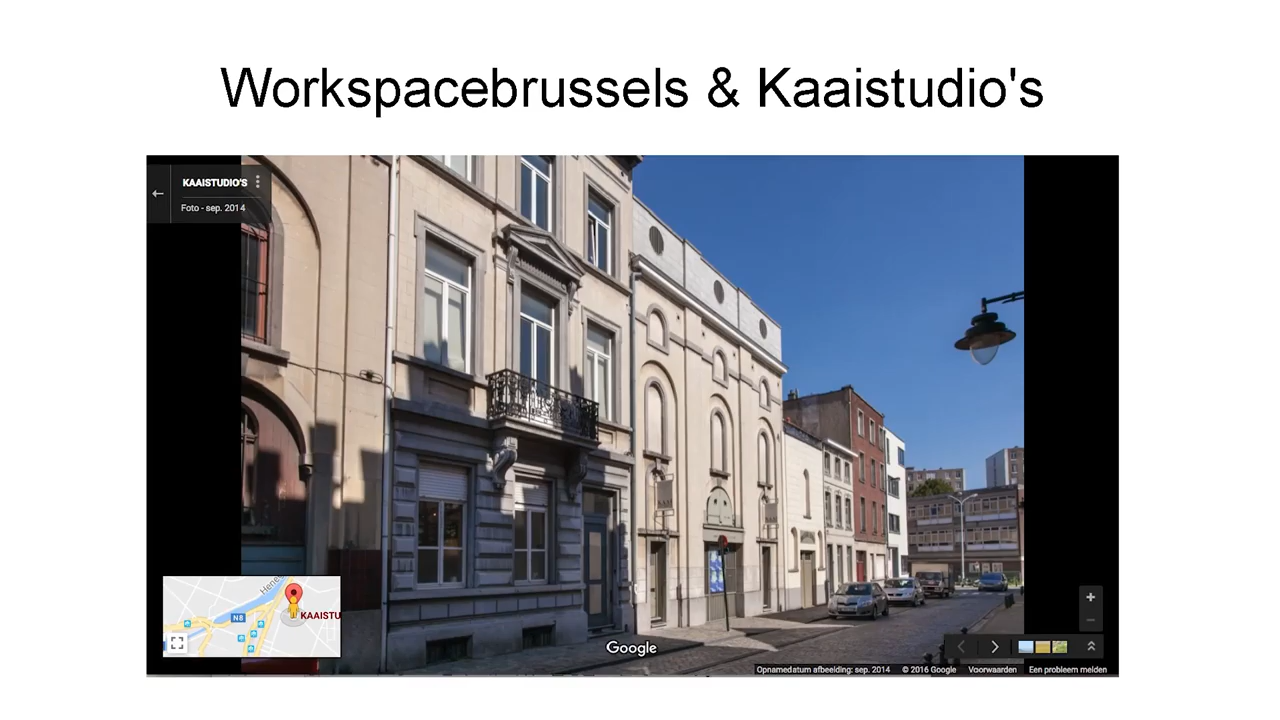 Workspacebrussels & Kaaistudio's
KAAISTUDIO'S
Foto - sep. 2014
N8
KAAISTU
Google
Opnamedatum afbeelding: sep. 2014 © 2016 Google Voorwaarden Een probleem melden